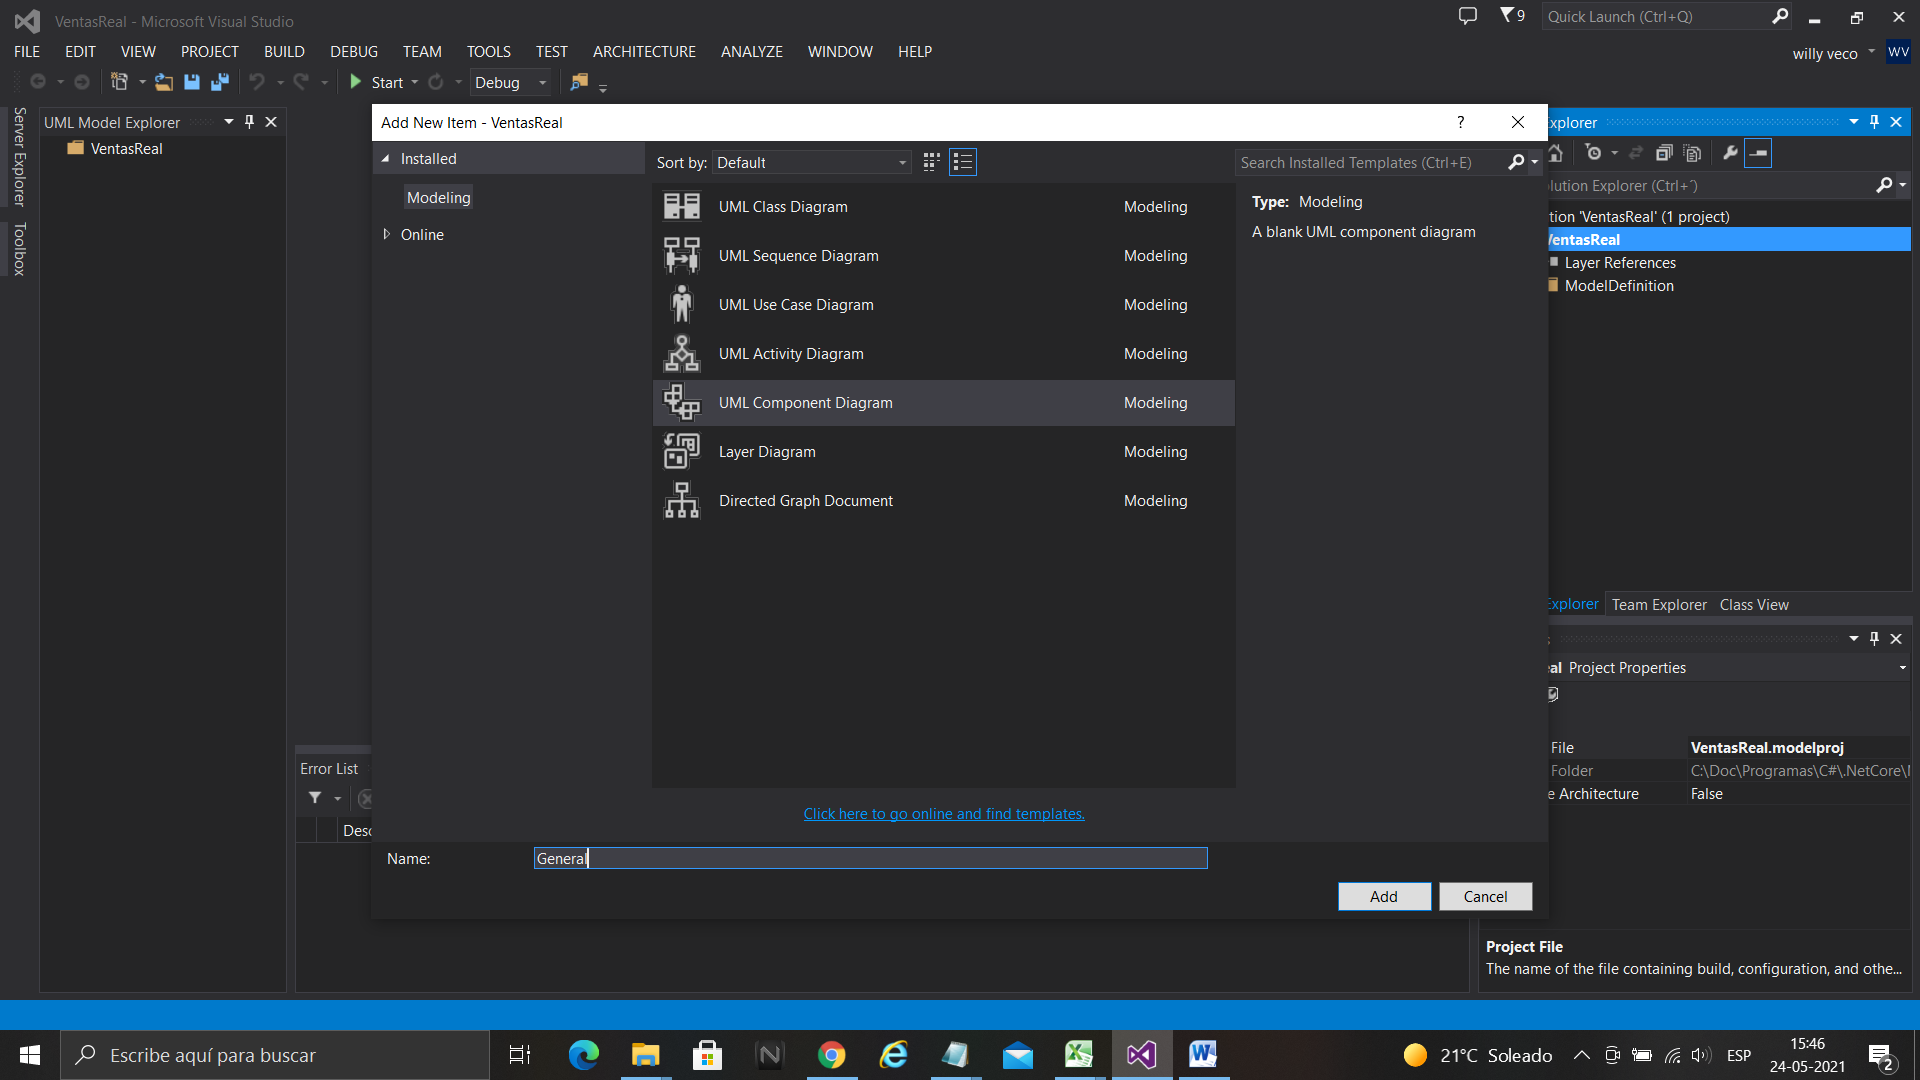 VentasReal - Microsoft Visual Studio
9
Quick Launch (Ctrl+Q)
FILE EDIT VIEW PROJECT BUILD DEBUG TEAM TOOLS TEST ARCHITECTURE ANALYZE WINDOW HELP
willy veco WV
Start Debug
Server Explorer
Toolbox
UML Model Explorer
VentasReal
Add New Item - VentasReal
?
Installed
Modeling
Online
Sort by: Default
Search Installed Templates (Ctrl+E)
UML Class Diagram Modeling
UML Sequence Diagram Modeling
UML Use Case Diagram Modeling
UML Activity Diagram Modeling
UML Component Diagram Modeling
Layer Diagram Modeling
Directed Graph Document Modeling
Type: Modeling
A blank UML component diagram
Click here to go online and find templates.
Name: General
Add Cancel
xplorer
lution Explorer (Ctrl+´)
tion 'VentasReal' (1 project)
VentasReal
Layer References
ModelDefinition
Explorer Team Explorer Class View
s
al Project Properties
File VentasReal.modelproj
Folder C:\Doc\Programas\C#\.NetCore\
e Architecture False
Project File
The name of the file containing build, configuration, and othe...
Error List
Desc
Escribe aquí para buscar
21°C Soleado
ESP
15:46
24-05-2021
2